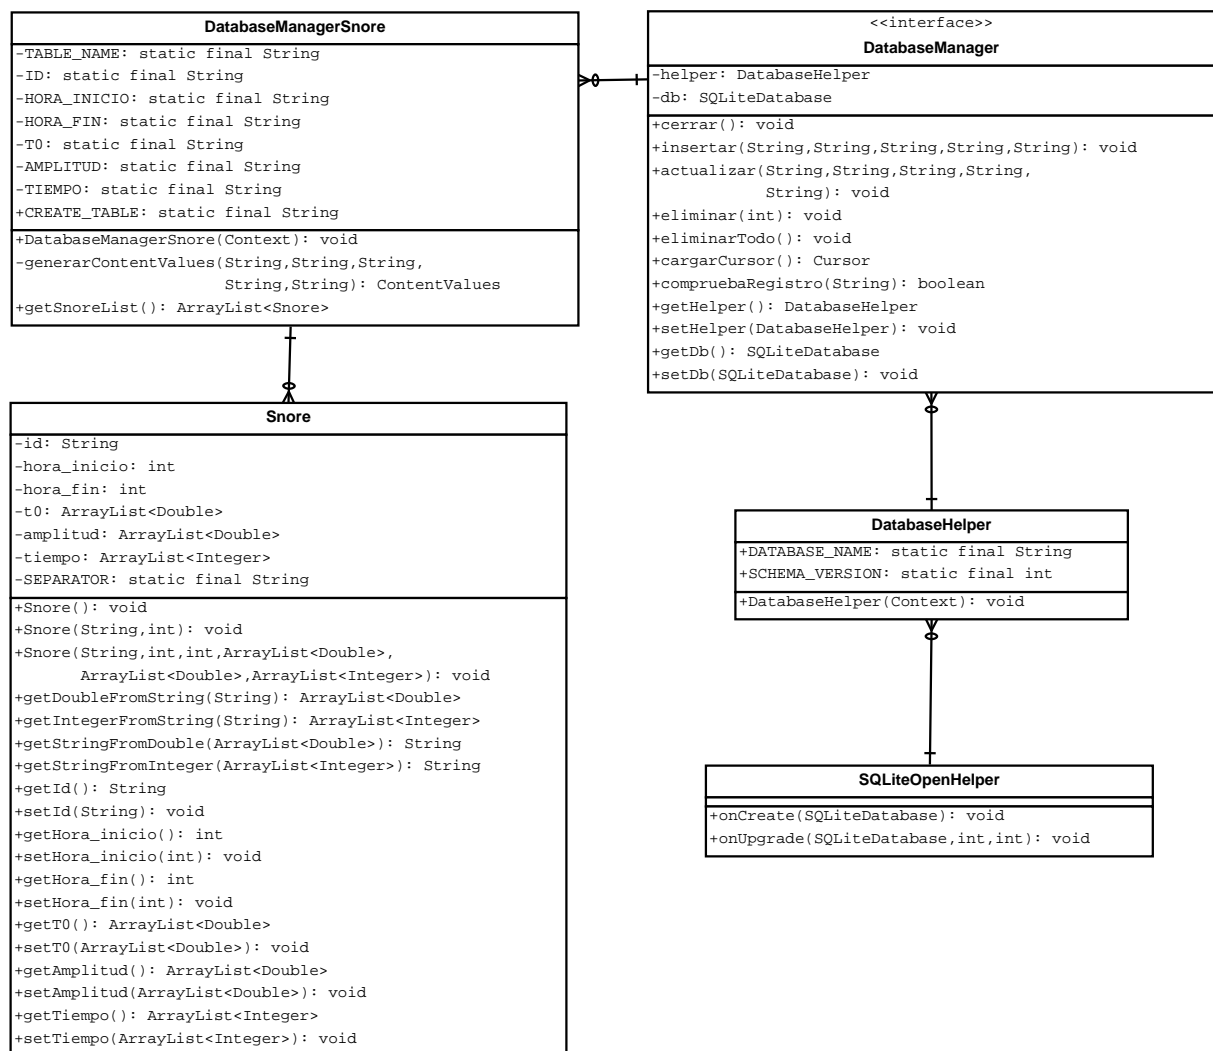 DatabaseManagerSnore
-TABLE_NAME: static final String
-ID: static final String
-HORA_INICIO: static final String
-HORA_FIN: static final String
-T0: static final String
-AMPLITUD: static final String
-TIEMPO: static final String
+CREATE_TABLE: static final String
+DatabaseManagerSnore(Context): void
-generarContentValues(String,String,String,
String,String): ContentValues
+getSnoreList(): ArrayList<Snore>
<<interface>>
DatabaseManager
-helper: DatabaseHelper
-db: SQLiteDatabase
+cerrar(): void
+insertar(String,String,String,String,String): void
+actualizar(String,String,String,String,
String): void
+eliminar(int): void
+eliminarTodo(): void
+cargarCursor(): Cursor
+compruebaRegistro(String): boolean
+getHelper(): DatabaseHelper
+setHelper(DatabaseHelper): void
+getDb(): SQLiteDatabase
+setDb(SQLiteDatabase): void
Snore
-id: String
-hora_inicio: int
-hora_fin: int
-t0: ArrayList<Double>
-amplitud: ArrayList<Double>
-tiempo: ArrayList<Integer>
-SEPARATOR: static final String
+Snore(): void
+Snore(String,int): void
+Snore(String,int,int,ArrayList<Double>,
ArrayList<Double>,ArrayList<Integer>): void
+getDoubleFromString(String): ArrayList<Double>
+getIntegerFromString(String): ArrayList<Integer>
+getStringFromDouble(ArrayList<Double>): String
+getStringFromInteger(ArrayList<Integer>): String
+getId(): String
+setId(String): void
+getHora_inicio(): int
+setHora_inicio(int): void
+getHora_fin(): int
+setHora_fin(int): void
+getT0(): ArrayList<Double>
+setT0(ArrayList<Double>): void
+getAmplitud(): ArrayList<Double>
+setAmplitud(ArrayList<Double>): void
+getTiempo(): ArrayList<Integer>
+setTiempo(ArrayList<Integer>): void
DatabaseHelper
+DATABASE_NAME: static final String
+SCHEMA_VERSION: static final int
+DatabaseHelper(Context): void
SQLiteOpenHelper
+onCreate(SQLiteDatabase): void
+onUpgrade(SQLiteDatabase,int,int): void